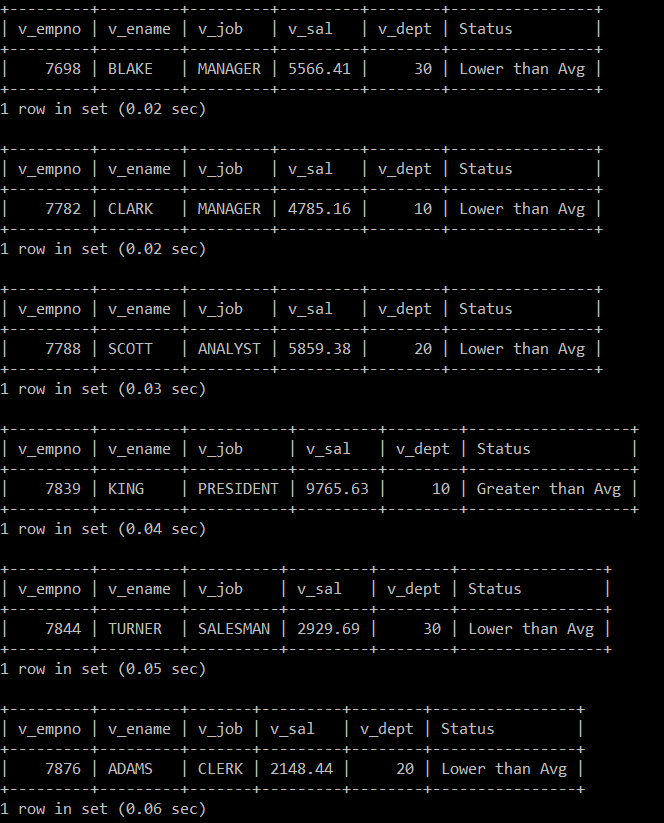 +---------+---------+---------+---------+--------+----------------+
| v_empno | v_ename | v_job   | v_sal   | v_dept | Status         |
+---------+---------+---------+---------+--------+----------------+
|    7698 | BLAKE   | MANAGER | 5566.41 |     30 | Lower than Avg |
+---------+---------+---------+---------+--------+----------------+
1 row in set (0.02 sec)

+---------+---------+---------+---------+--------+----------------+
| v_empno | v_ename | v_job   | v_sal   | v_dept | Status         |
+---------+---------+---------+---------+--------+----------------+
|    7782 | CLARK   | MANAGER | 4785.16 |     10 | Lower than Avg |
+---------+---------+---------+---------+--------+----------------+
1 row in set (0.02 sec)

+---------+---------+---------+---------+--------+----------------+
| v_empno | v_ename | v_job   | v_sal   | v_dept | Status         |
+---------+---------+---------+---------+--------+----------------+
|    7788 | SCOTT   | ANALYST | 5859.38 |     20 | Lower than Avg |
+---------+---------+---------+---------+--------+----------------+
1 row in set (0.03 sec)

+---------+---------+-----------+---------+--------+------------------+
| v_empno | v_ename | v_job     | v_sal   | v_dept | Status           |
+---------+---------+-----------+---------+--------+------------------+
|    7839 | KING    | PRESIDENT | 9765.63 |     10 | Greater than Avg |
+---------+---------+-----------+---------+--------+------------------+
1 row in set (0.04 sec)

+---------+---------+----------+---------+--------+----------------+
| v_empno | v_ename | v_job    | v_sal   | v_dept | Status         |
+---------+---------+----------+---------+--------+----------------+
|    7844 | TURNER  | SALESMAN | 2929.69 |     30 | Lower than Avg |
+---------+---------+----------+---------+--------+----------------+
1 row in set (0.05 sec)

+---------+---------+-------+---------+--------+----------------+
| v_empno | v_ename | v_job | v_sal   | v_dept | Status         |
+---------+---------+-------+---------+--------+----------------+
|    7876 | ADAMS   | CLERK | 2148.44 |     20 | Lower than Avg |
+---------+---------+-------+---------+--------+----------------+
1 row in set (0.06 sec)